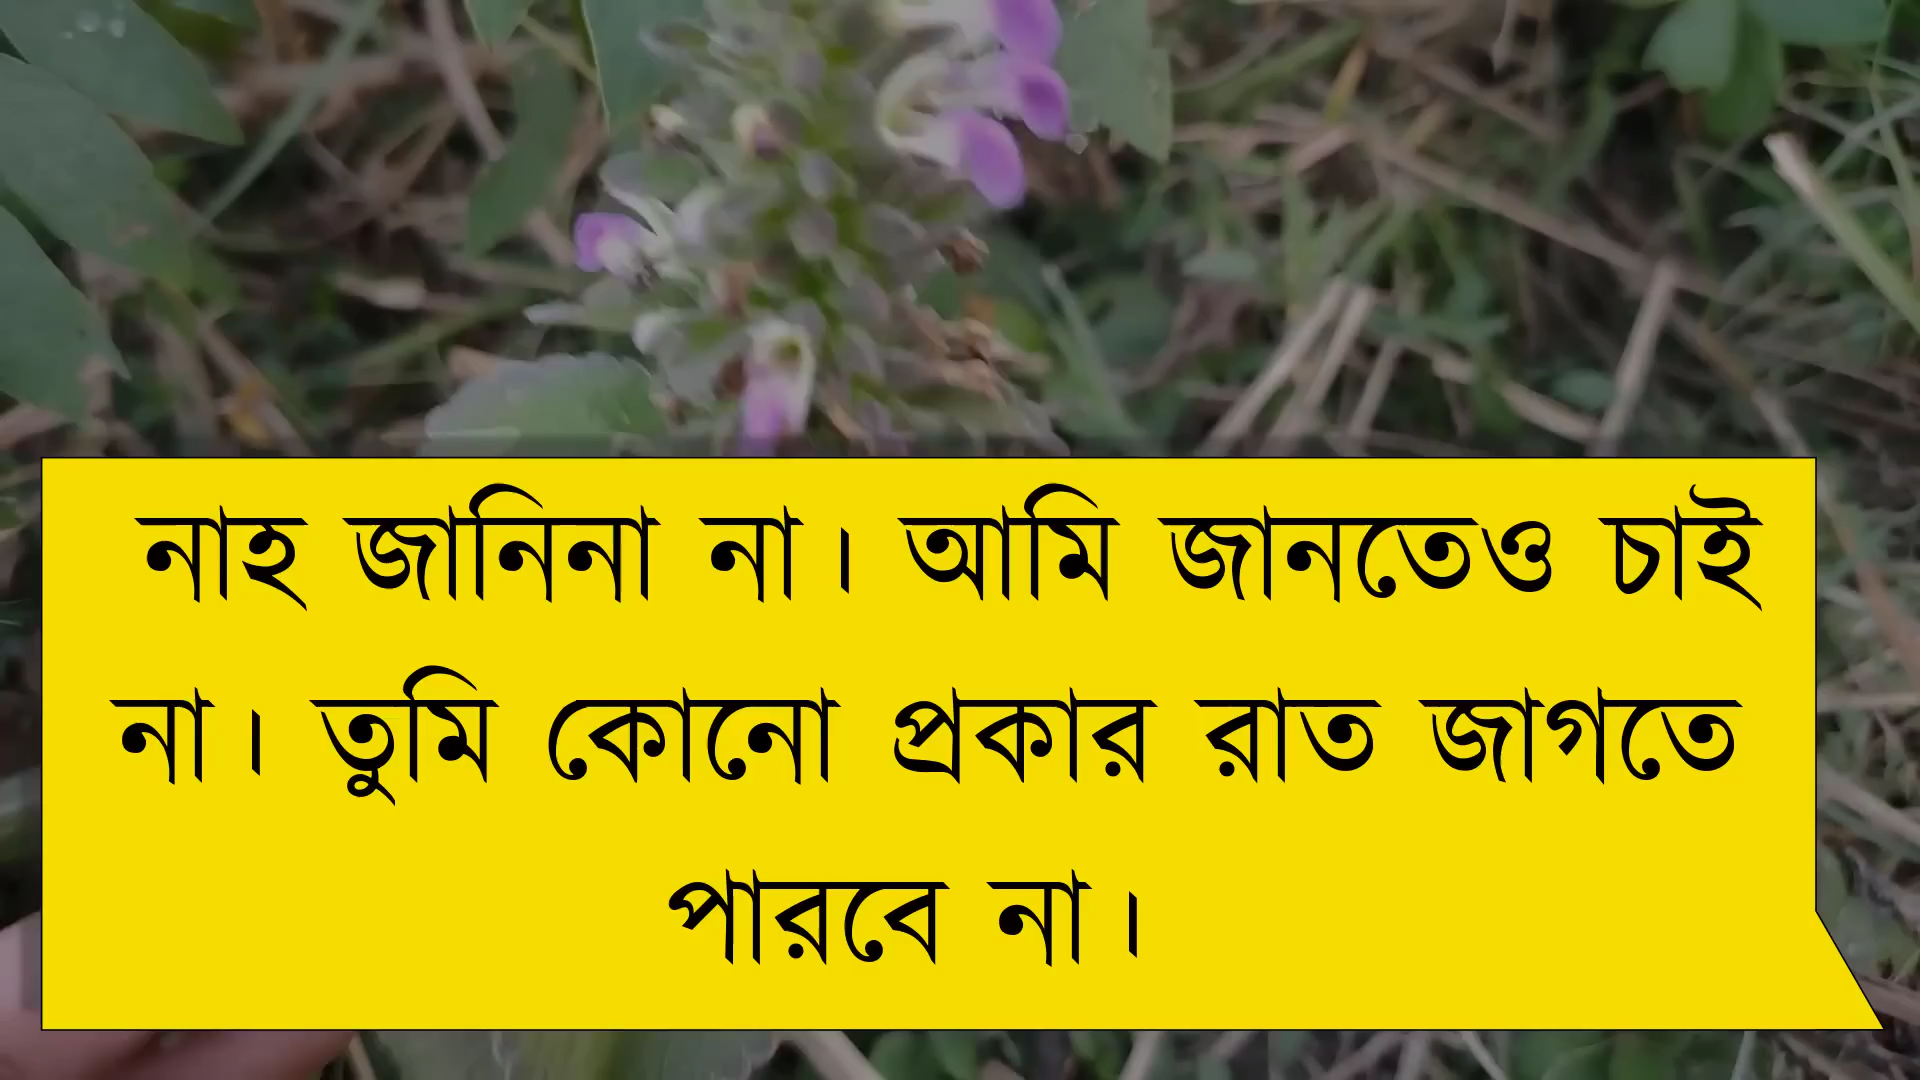 নাহ জানিনা না। আমি জানতেও চাই
না। তুমি কোনো প্রকার রাত জাগতে
পারবে না।